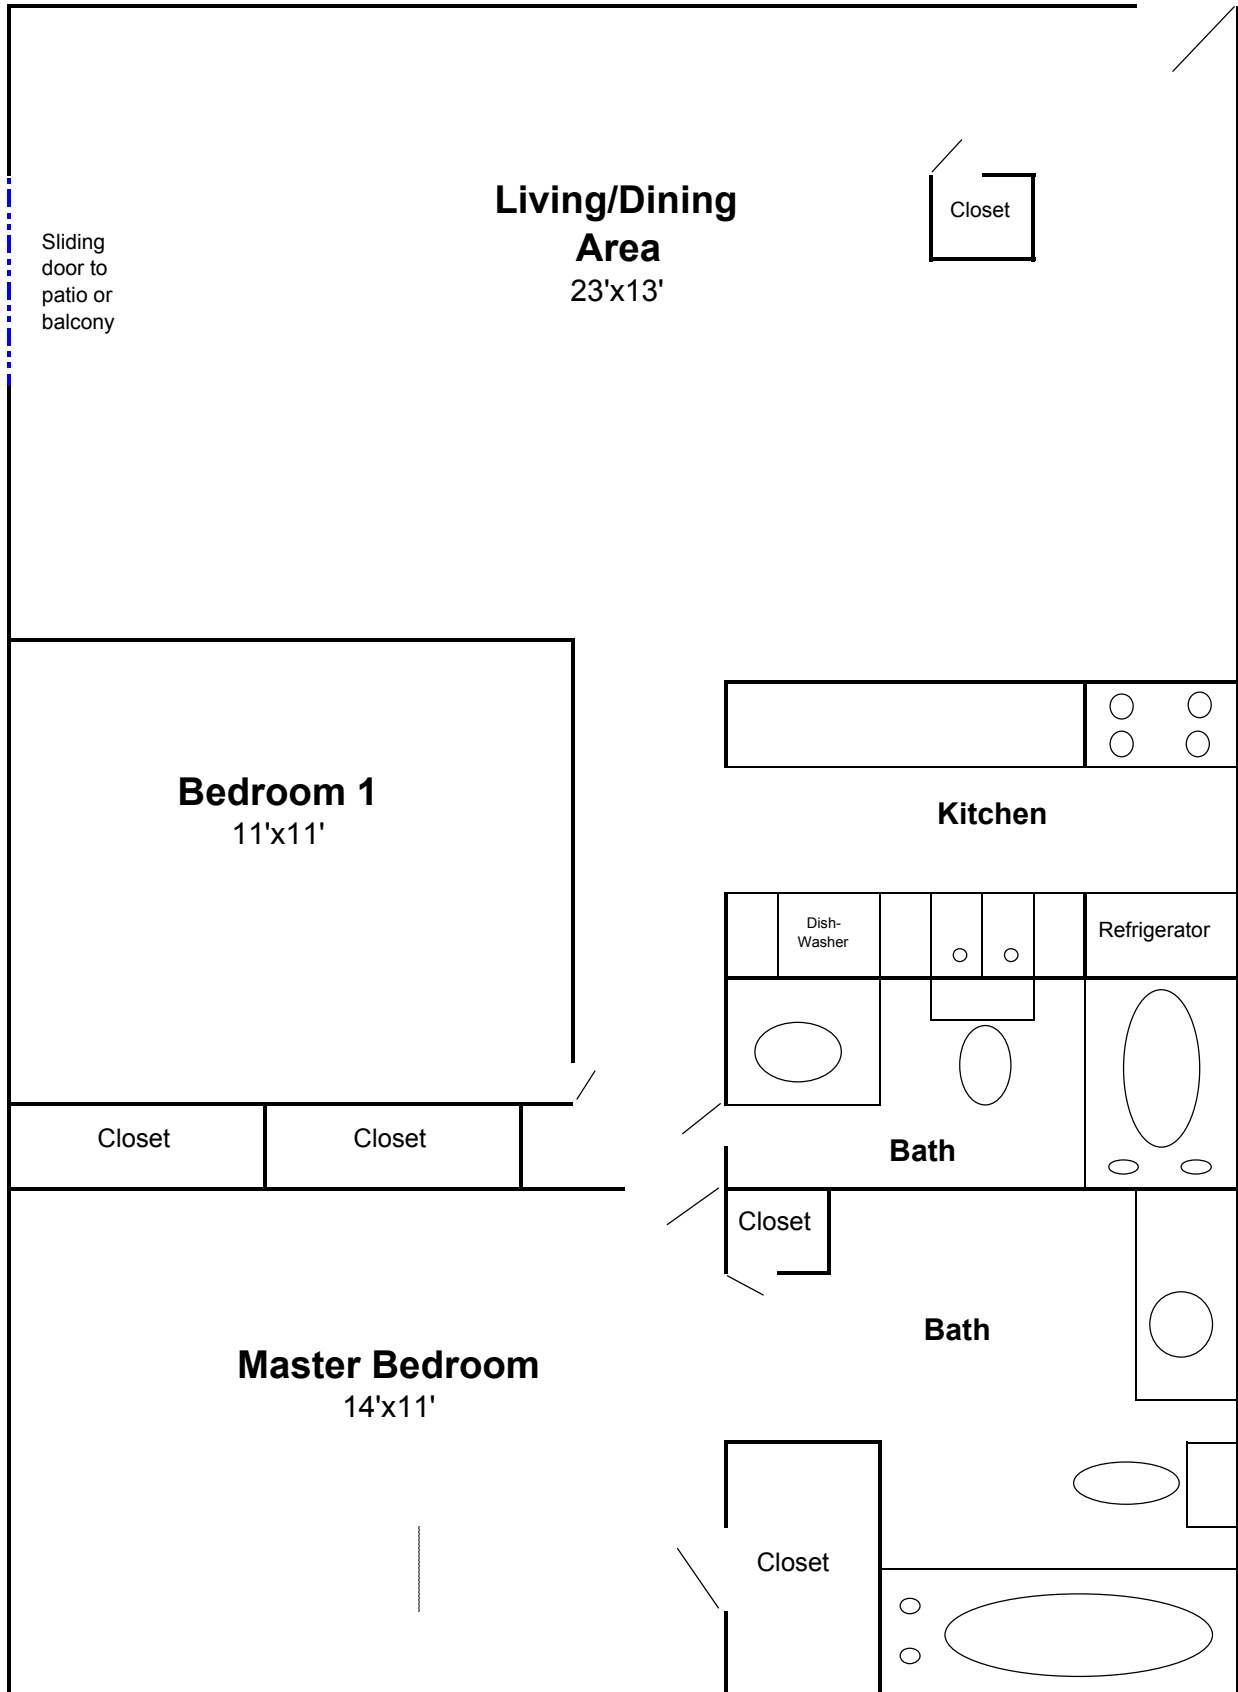 Living/Dining
Area
23'x13'
Closet
Sliding
door to
patio or
balcony
Bedroom 1
11'x11'
Kitchen
Dish-
Washer
Refrigerator
Closet
Closet
Bath
Closet
Bath
Master Bedroom
14'x11'
Closet